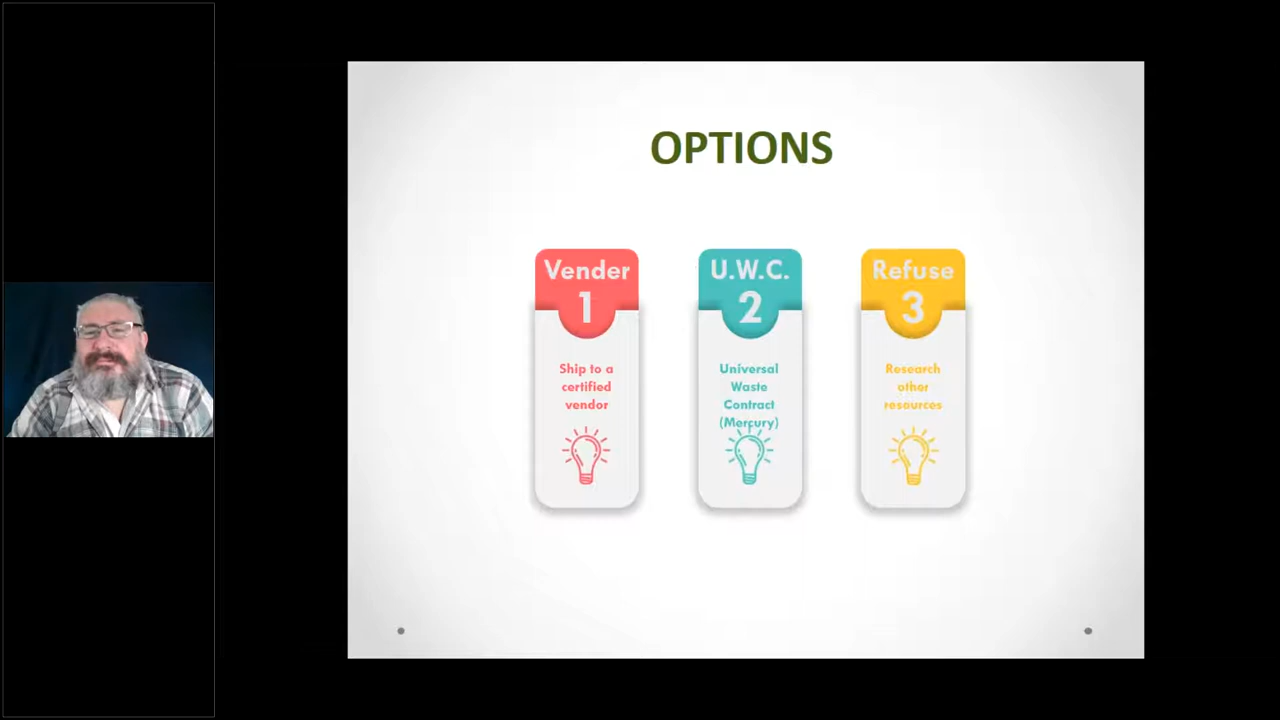 OPTIONS
Vender
1
Ship to a
certified
vendor
U.W.C.
2
Universal
Waste
Contract
(Mercury)
Refuse
3
Research
other
resources